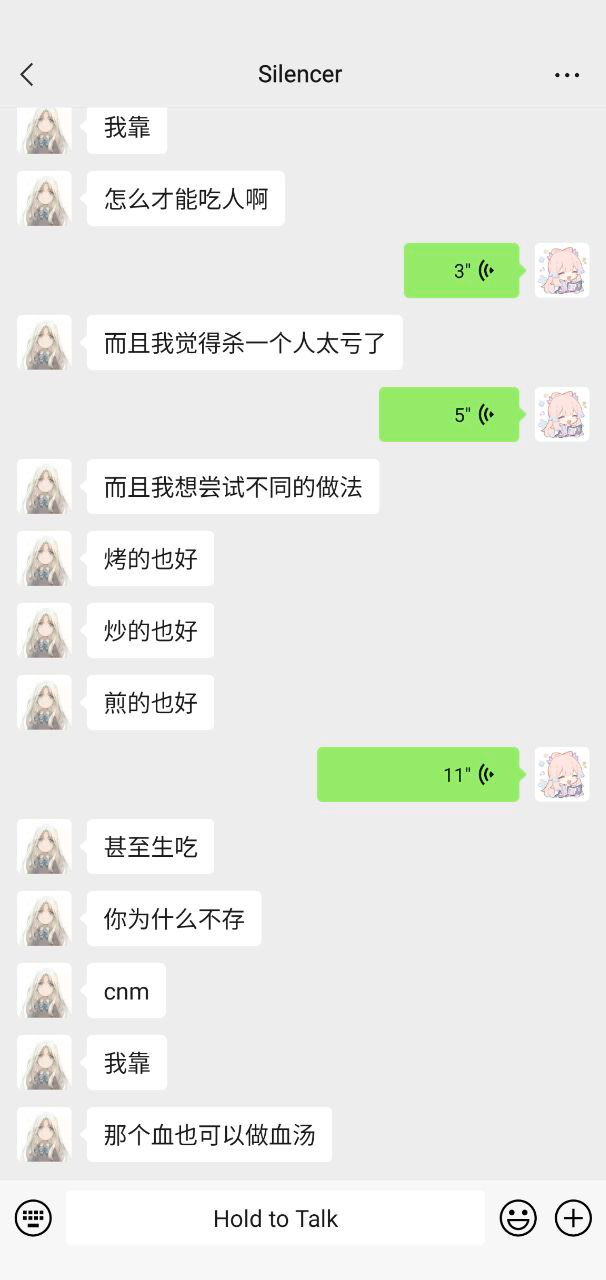 Silencer
我靠
怎么才能吃人啊
3"
而且我觉得杀一个人太亏了
5"
而且我想尝试不同的做法
烤的也好
炒的也好
煎的也好
11"
甚至生吃
你为什么不存
cnm
我靠
那个血也可以做血汤
Hold to Talk